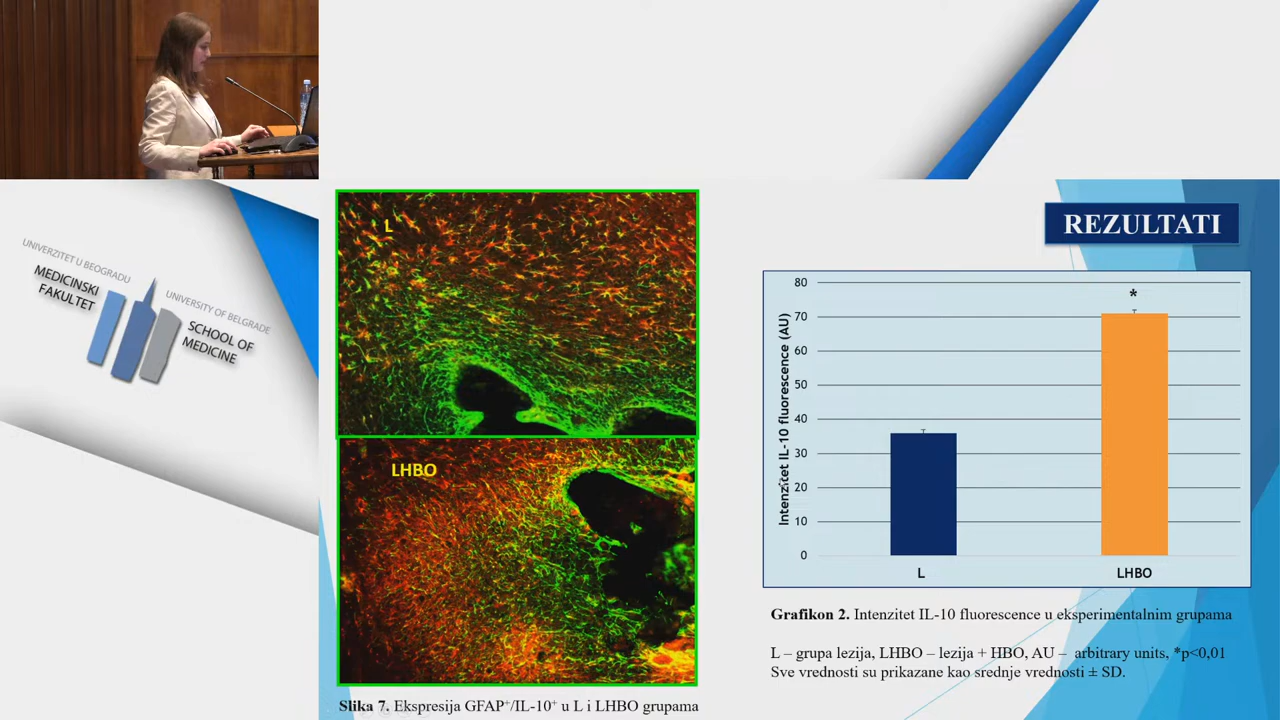 UNIVERZITET U BEOGRADU
MEDICINSKI
FAKULTET
UNIVERSITY OF BELGRADE
SCHOOL OF
MEDICINE
L
LHBO
Slika 7. Ekspresija GFAP⁺/IL-10⁺ u L i LHBO grupama
REZULTATI
Intenzitet IL-10 fluorescence (AU)
80
70
60
50
40
30
20
10
0
*
L
LHBO
Grafikon 2. Intenzitet IL-10 fluorescence u eksperimentalnim grupama
L – grupa lezija, LHBO – lezija + HBO, AU – arbitrary units, *p<0,01
Sve vrednosti su prikazane kao srednje vrednosti ± SD.